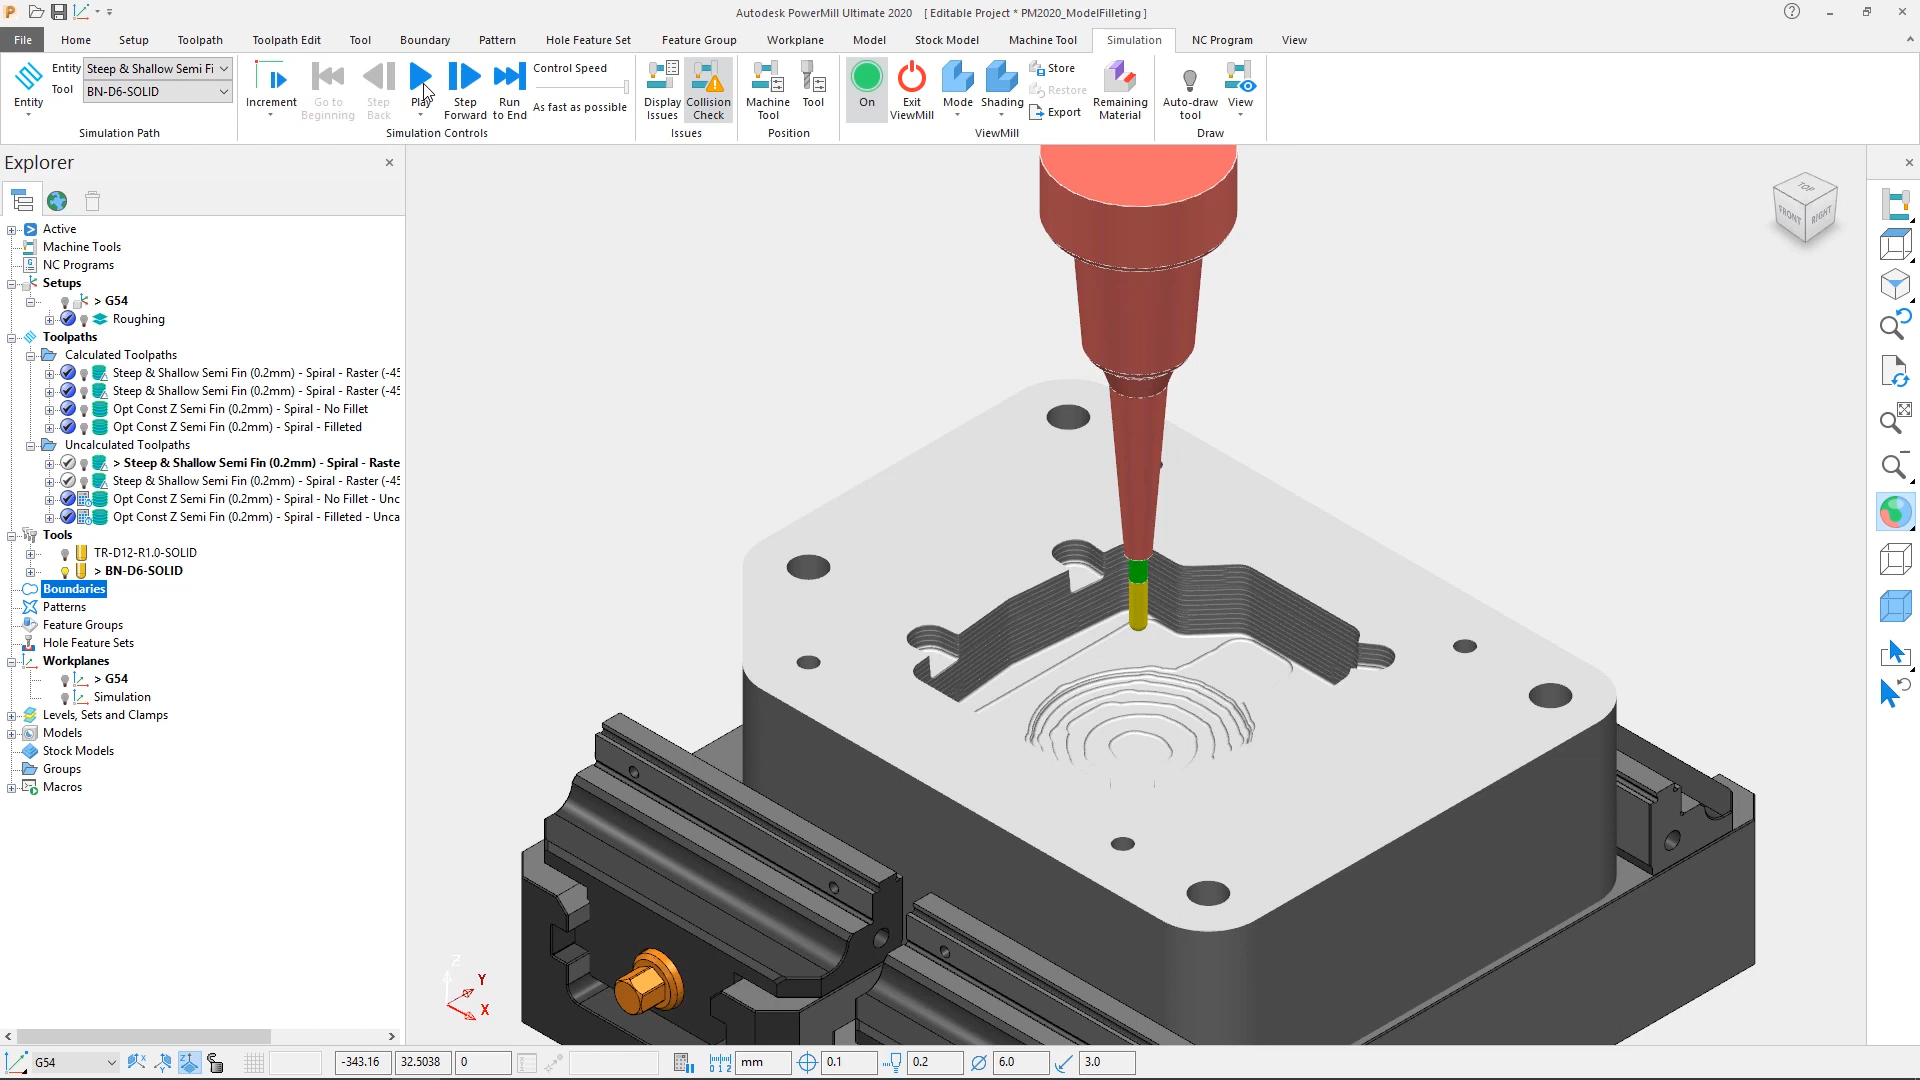 Autodesk PowerMill Ultimate 2020 [ Editable Project * PM2020_ModelFilleting ]
File Home Setup Toolpath Toolpath Edit Tool Boundary Pattern Hole Feature Set Feature Group Workplane Model Stock Model Machine Tool Simulation NC Program View
Entity
Entity Steep & Shallow Semi Fi
Tool BN-D6-SOLID
Simulation Path
Increment
Go to Beginning
Step Back
Play
Step Forward
Run to End
Control Speed
As fast as possible
Simulation Controls
Display Issues
Collision Check
Issues
Machine Tool
Tool
Position
On
Exit ViewMill
Mode
Shading
Store
Restore
Export
Remaining Material
ViewMill
Auto-draw tool
View
Draw
Explorer
Active
Machine Tools
NC Programs
Setups
> G54
Roughing
Toolpaths
Calculated Toolpaths
Steep & Shallow Semi Fin (0.2mm) - Spiral - Raster (-45
Steep & Shallow Semi Fin (0.2mm) - Spiral - Raster (-45
Opt Const Z Semi Fin (0.2mm) - Spiral - No Fillet
Opt Const Z Semi Fin (0.2mm) - Spiral - Filleted
Uncalculated Toolpaths
> Steep & Shallow Semi Fin (0.2mm) - Spiral - Raste
Steep & Shallow Semi Fin (0.2mm) - Spiral - Raster (-45
Opt Const Z Semi Fin (0.2mm) - Spiral - No Fillet - Unc
Opt Const Z Semi Fin (0.2mm) - Spiral - Filleted - Unca
Tools
TR-D12-R1.0-SOLID
> BN-D6-SOLID
Boundaries
Patterns
Feature Groups
Hole Feature Sets
Workplanes
> G54
Simulation
Levels, Sets and Clamps
Models
Stock Models
Groups
Macros
TOP
FRONT
RIGHT
Z
Y
X
G54 -343.16 32.5038 0 mm 0.1 0.2 6.0 3.0